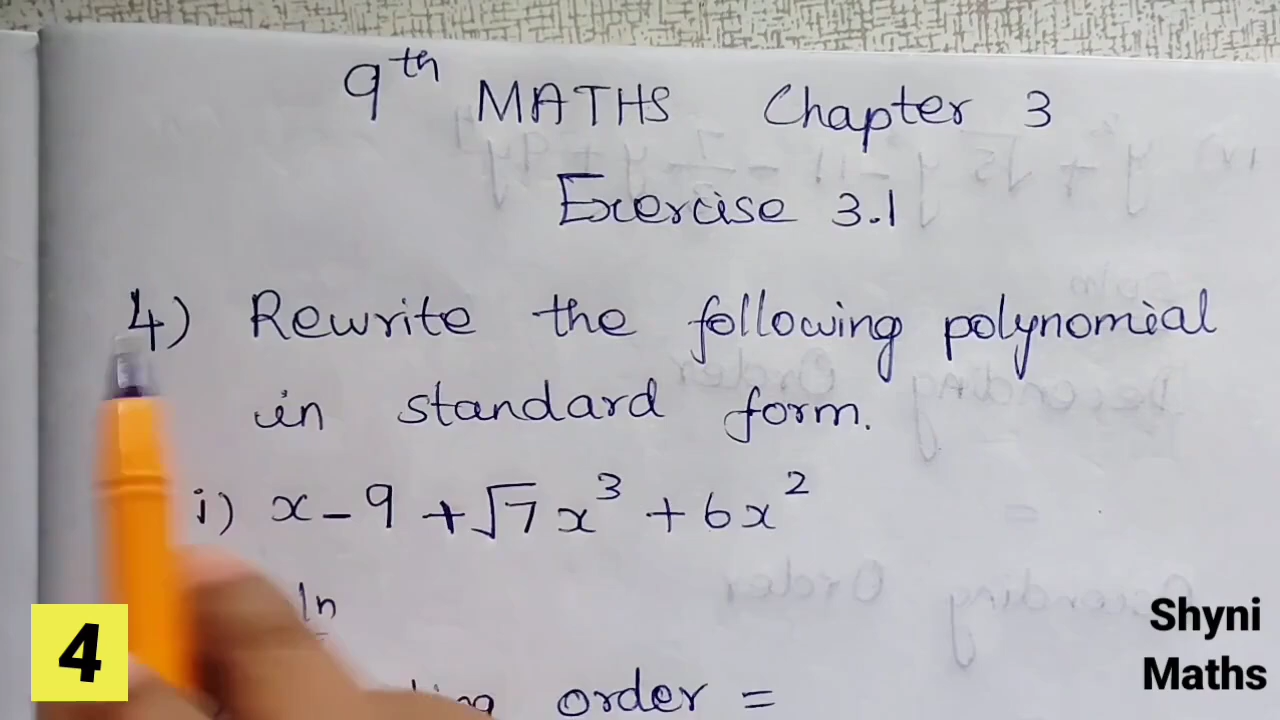 9th MATHS Chapter 3
Exercise 3.1
4) Rewrite the following polynomial
in standard form.
i) x - 9 + √7 x³ + 6x²
ln
order =
4
Shyni
Maths